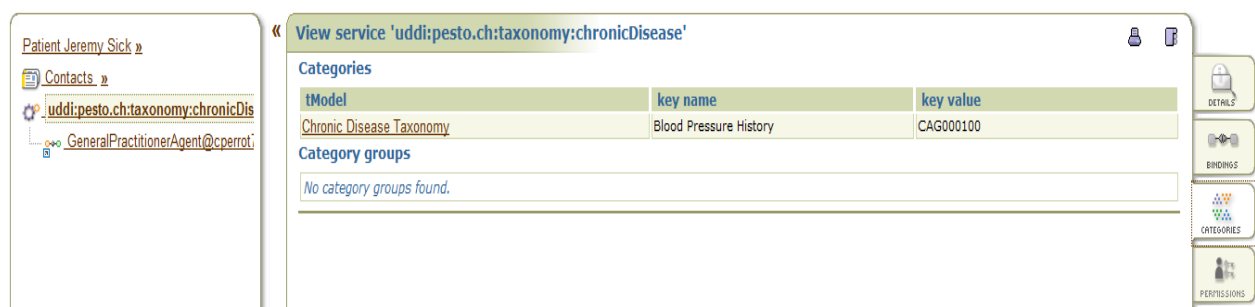 Patient Jeremy Sick »
Contacts »
uddi:pesto.ch:taxonomy:chronicDis
GeneralPractitionerAgent@cperrot
«
View service 'uddi:pesto.ch:taxonomy:chronicDisease'
Categories
tModel key name key value
Chronic Disease Taxonomy Blood Pressure History CAG000100
Category groups
No category groups found.
DETAILS
BINDINGS
CATEGORIES
PERMISSIONS